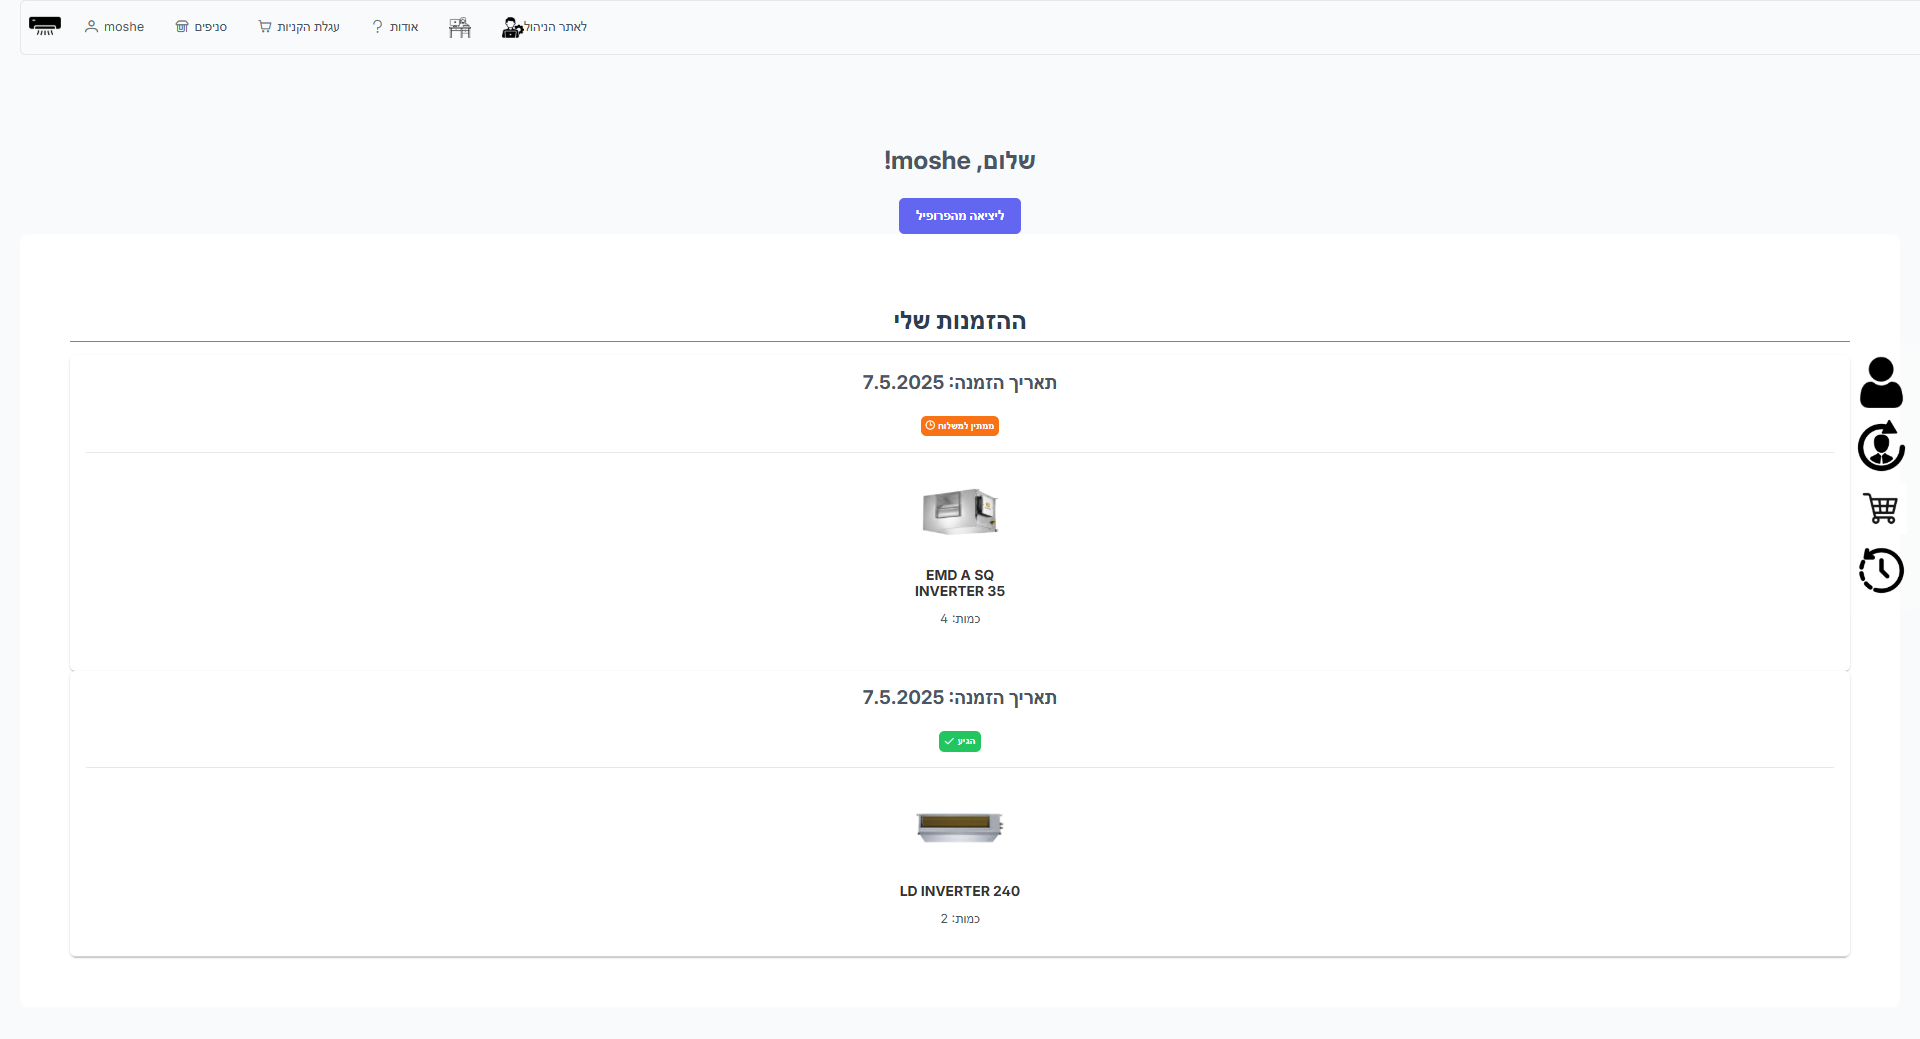 moshe
סניפים
עגלת הקניות
אודות
לאתר הניהול
שלום, moshe!
ליציאה מהפרופיל
ההזמנות שלי
תאריך הזמנה: 7.5.2025
ממתין למשלוח
EMD A SQ
INVERTER 35
כמות: 4
תאריך הזמנה: 7.5.2025
הגיע
LD INVERTER 240
כמות: 2